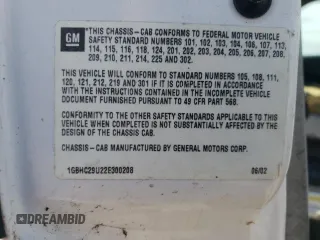 GM
*THIS CHASSIS-CAB CONFORMS TO FEDERAL MOTOR VEHICLE
SAFETY STANDARD NUMBERS 101, 102, 103, 104, 106, 107, 113,
114, 115, 116, 118, 124, 201, 202, 203, 204, 205, 206, 207, 208,
209, 210, 211, 214, 225 AND 302.
THIS VEHICLE WILL CONFORM TO STANDARD NUMBERS 105, 108, 111,
120, 121, 212, 219 AND 301 IF IT IS COMPLETED IN ACCORDANCE
WITH THE INSTRUCTIONS CONTAINED IN THE INCOMPLETE VEHICLE
DOCUMENT FURNISHED PURSUANT TO 49 CFR PART 568.
CONFORMITY TO THE OTHER SAFETY STANDARDS APPLICABLE TO THIS
VEHICLE WHEN COMPLETED IS NOT SUBSTANTIALLY AFFECTED BY THE
DESIGN OF THE CHASSIS CAB.
CHASSIS-CAB MANUFACTURED BY GENERAL MOTORS CORP.
1GBHC29U22E300208 06/02
DREAMBID